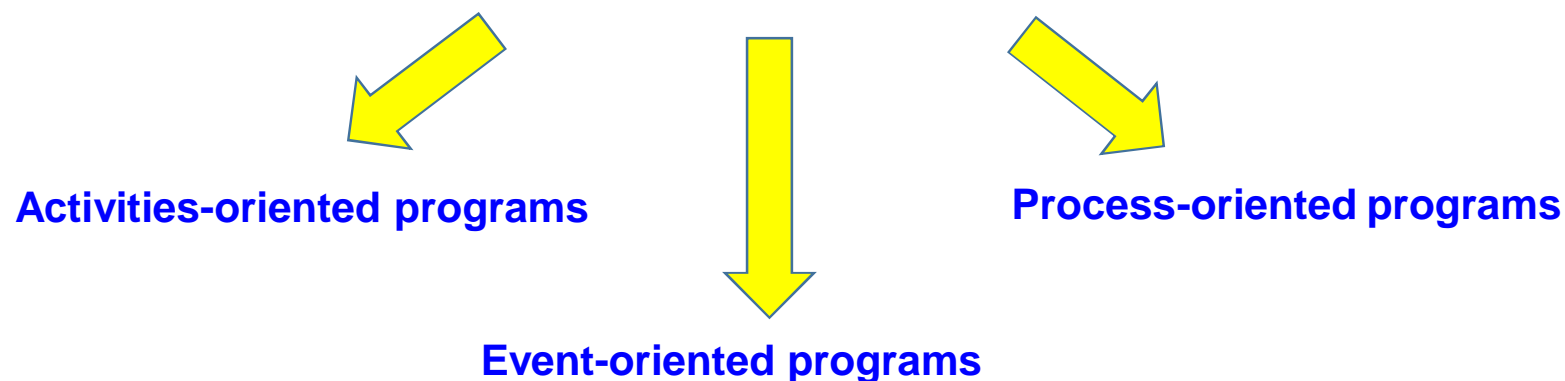 Activities-oriented programs
Process-oriented programs
Event-oriented programs